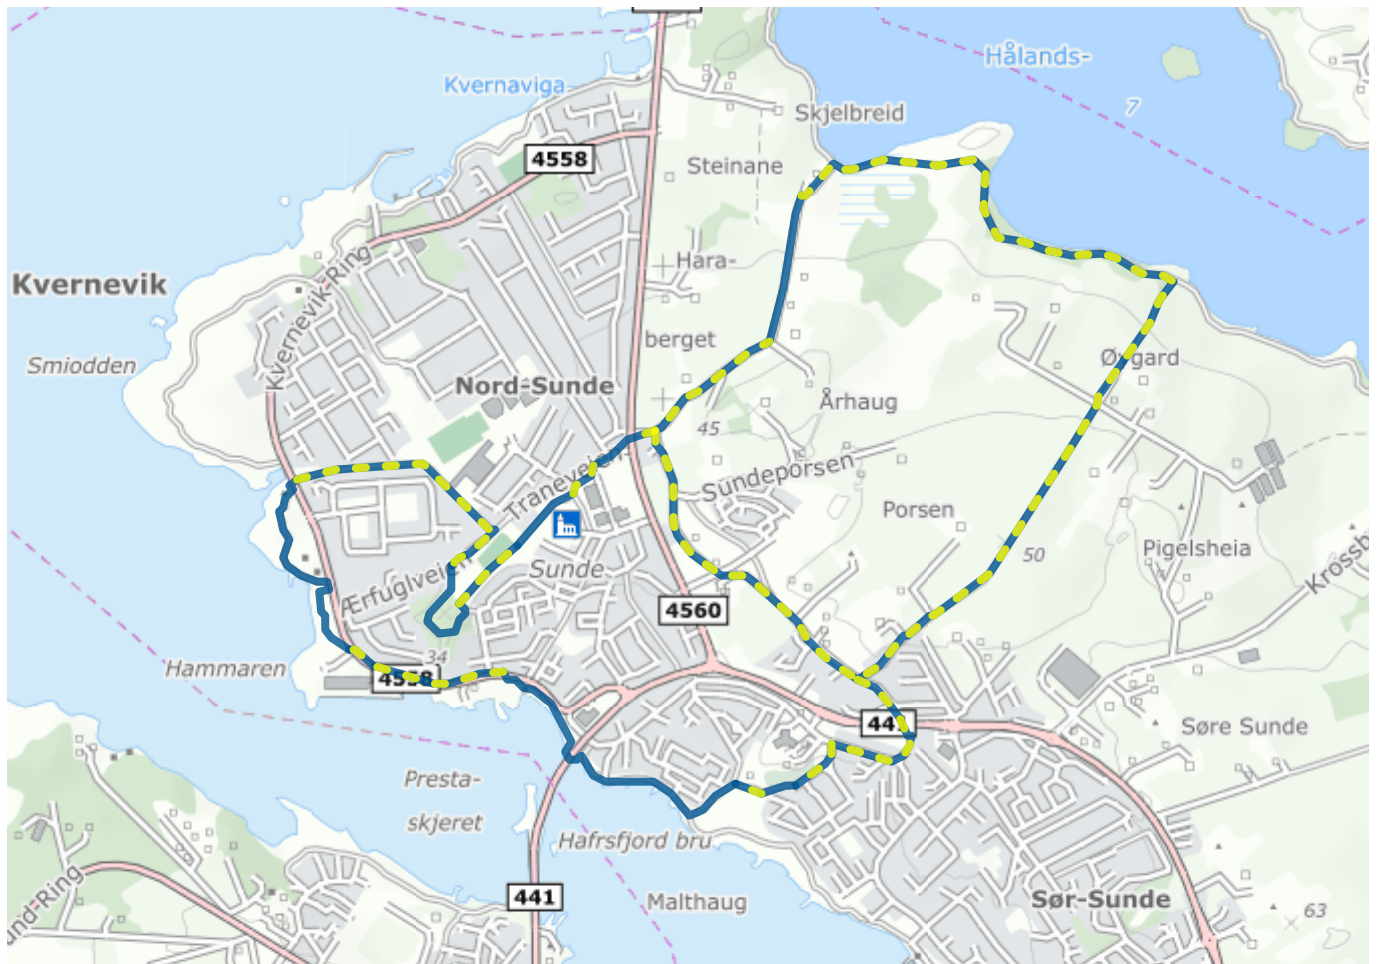 Hålands-
Kvernaviga
7
Skjelbreid
4558
Steinane
Hara-
Kvernevik
Kvernevik Ring
berget
Smiodden
Nord-Sunde
Øygard
Århaug
45
Traneveien
Sundeporsen
Porsen
50
Pigelsheia
Sunde
Ærfuglveien
4560
34
Hammaren
4558
441
Søre Sunde
Presta-
skjeret
Hafrsfjord bru
441
Malthaug
Sør-Sunde
63